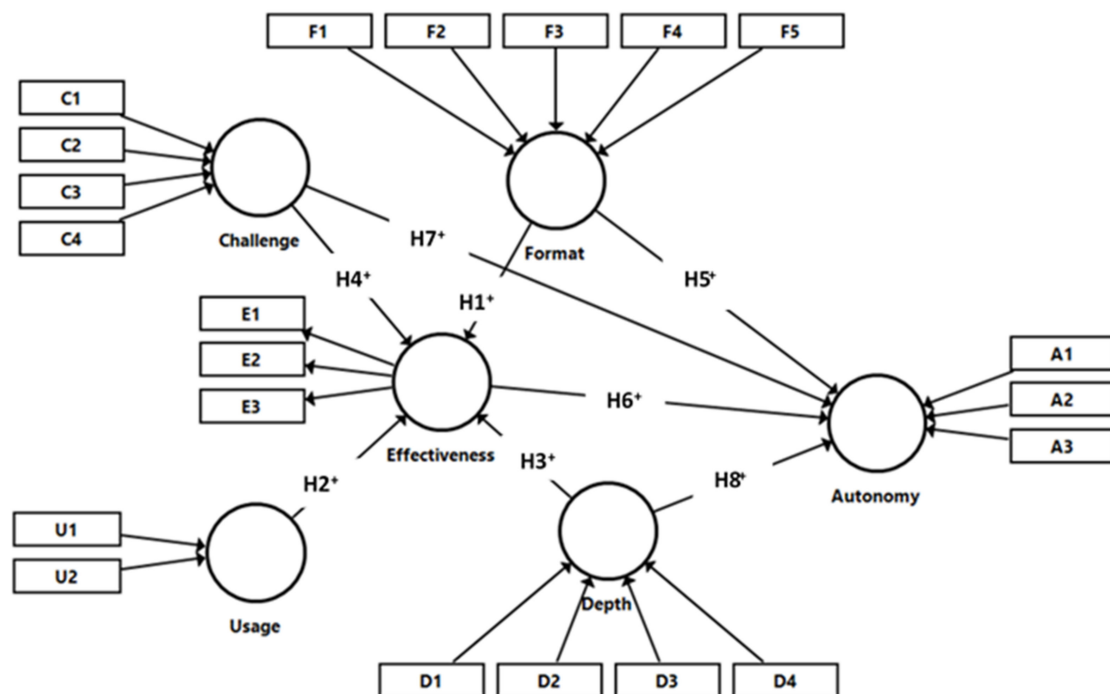 F1
F2
F3
F4
F5
C1
C2
C3
C4
Challenge
Format
H7+
H5+
H4+
H1+
E1
E2
E3
A1
A2
A3
H6+
Effectiveness
H3+
H8+
Autonomy
H2+
U1
U2
Usage
Depth
D1
D2
D3
D4